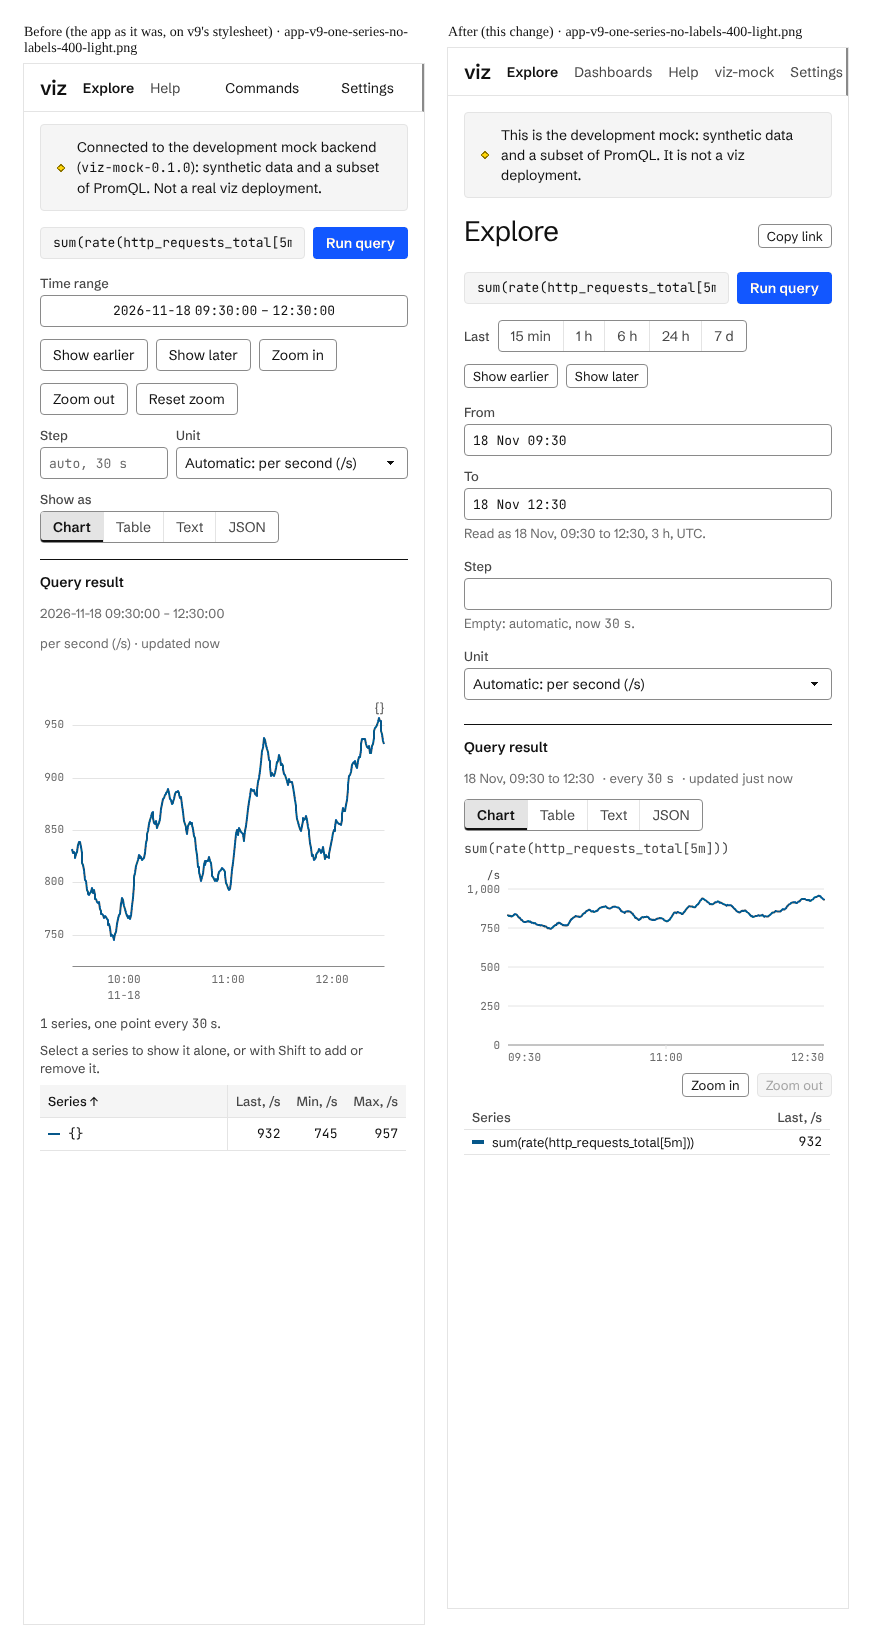 Before (the app as it was, on v9's stylesheet) · app-v9-one-series-no-
labels-400-light.png
viz Explore Help Commands Settings
Connected to the development mock backend
(viz-mock-0.1.0): synthetic data and a subset
of PromQL. Not a real viz deployment.
sum(rate(http_requests_total[5m Run query
Time range
2026-11-18 09:30:00 – 12:30:00
Show earlier Show later Zoom in
Zoom out Reset zoom
Step Unit
auto, 30 s Automatic: per second (/s)
Show as
Chart Table Text JSON
Query result
2026-11-18 09:30:00 – 12:30:00
per second (/s) · updated now
{}
950
900
850
800
750
10:00 11:00 12:00
11-18
1 series, one point every 30 s.
Select a series to show it alone, or with Shift to add or
remove it.
Series ↑ Last, /s Min, /s Max, /s
{} 932 745 957
After (this change) · app-v9-one-series-no-labels-400-light.png
viz Explore Dashboards Help viz-mock Settings
This is the development mock: synthetic data
and a subset of PromQL. It is not a viz
deployment.
Explore Copy link
sum(rate(http_requests_total[5m Run query
Last 15 min 1 h 6 h 24 h 7 d
Show earlier Show later
From
18 Nov 09:30
To
18 Nov 12:30
Read as 18 Nov, 09:30 to 12:30, 3 h, UTC.
Step
Empty: automatic, now 30 s.
Unit
Automatic: per second (/s)
Query result
18 Nov, 09:30 to 12:30 · every 30 s · updated just now
Chart Table Text JSON
sum(rate(http_requests_total[5m]))
/s
1,000
750
500
250
0
09:30 11:00 12:30
Zoom in Zoom out
Series Last, /s
sum(rate(http_requests_total[5m])) 932